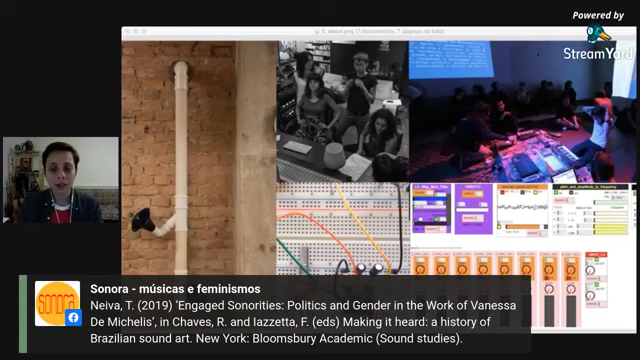 Powered by
StreamYard
sonora
Sonora - músicas e feminismos
Neiva, T. (2019) ‘Engaged Sonorities: Politics and Gender in the Work of Vanessa
De Michelis’, in Chaves, R. and Iazzetta, F. (eds) Making it heard: a history of
Brazilian sound art. New York: Bloomsbury Academic (Sound studies).